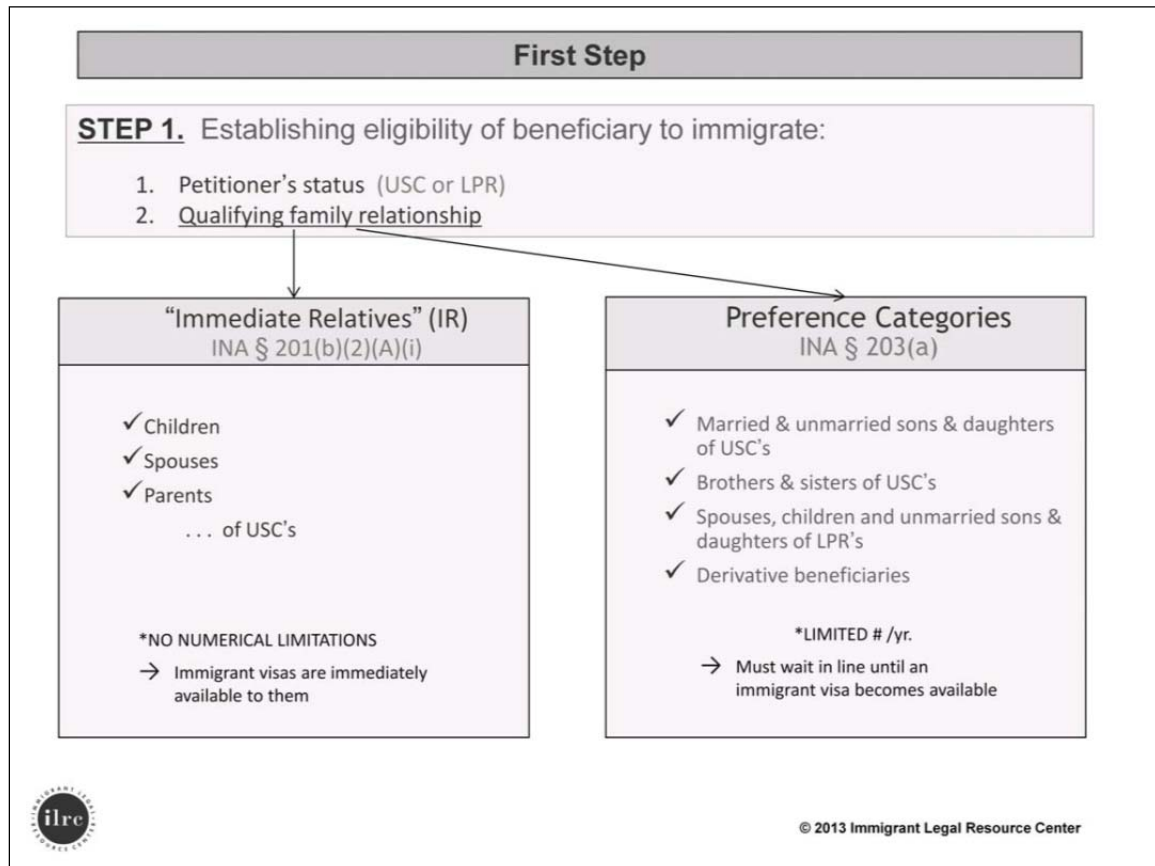 First Step
STEP 1. Establishing eligibility of beneficiary to immigrate:
1. Petitioner’s status (USC or LPR)
2. Qualifying family relationship
“Immediate Relatives” (IR)
INA § 201(b)(2)(A)(i)
✓Children
✓Spouses
✓Parents
. . . of USC’s
*NO NUMERICAL LIMITATIONS
→ Immigrant visas are immediately
available to them
Preference Categories
INA § 203(a)
✓ Married & unmarried sons & daughters
of USC’s
✓ Brothers & sisters of USC’s
✓ Spouses, children and unmarried sons &
daughters of LPR’s
✓ Derivative beneficiaries
*LIMITED # /yr.
→ Must wait in line until an
immigrant visa becomes available
IMMIGRANT LEGAL RESOURCE CENTER
ilrc
© 2013 Immigrant Legal Resource Center